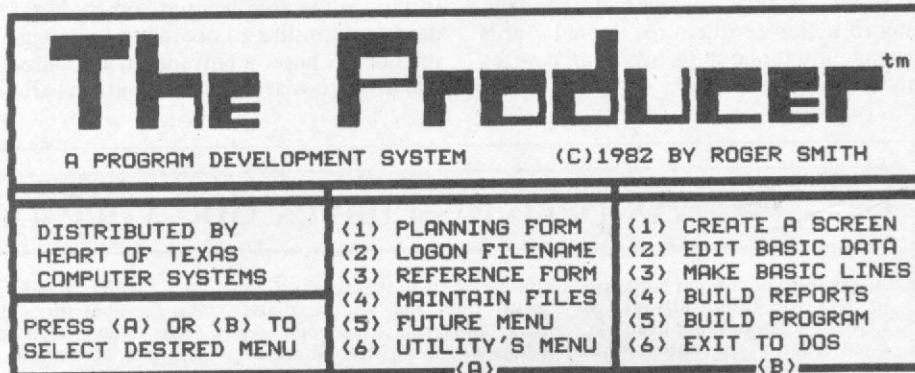 The Producer™
A PROGRAM DEVELOPMENT SYSTEM (C)1982 BY ROGER SMITH
DISTRIBUTED BY
HEART OF TEXAS
COMPUTER SYSTEMS
PRESS (A) OR (B) TO
SELECT DESIRED MENU
(1) PLANNING FORM
(2) LOGON FILENAME
(3) REFERENCE FORM
(4) MAINTAIN FILES
(5) FUTURE MENU
(6) UTILITY'S MENU
(A)
(1) CREATE A SCREEN
(2) EDIT BASIC DATA
(3) MAKE BASIC LINES
(4) BUILD REPORTS
(5) BUILD PROGRAM
(6) EXIT TO DOS
(B)